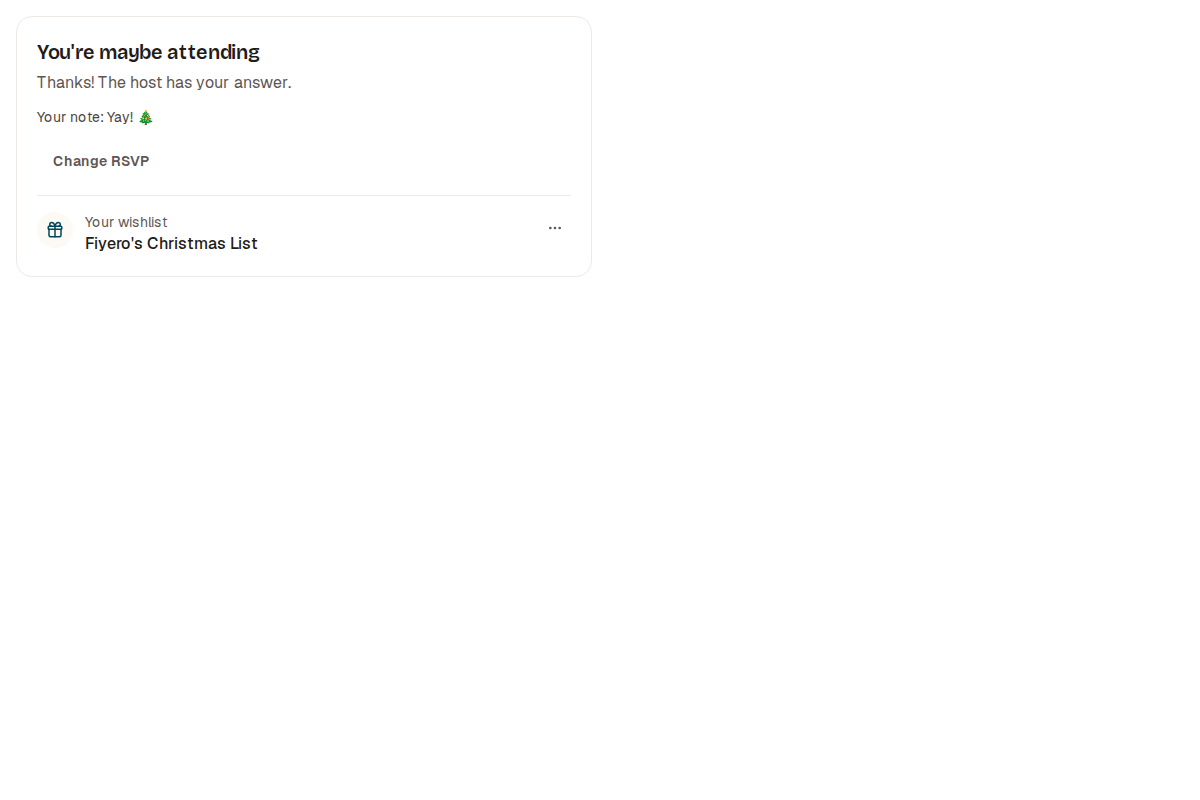 You're maybe attending
Thanks! The host has your answer.
Your note: Yay! 🎄
Change RSVP
Your wishlist
Fiyero's Christmas List